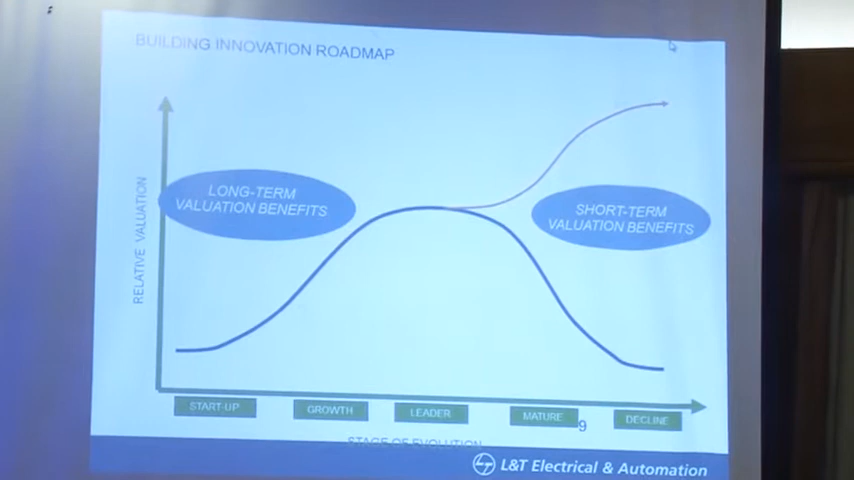 BUILDING INNOVATION ROADMAP
RELATIVE VALUATION
LONG-TERM
VALUATION BENEFITS
SHORT-TERM
VALUATION BENEFITS
START-UP
GROWTH
LEADER
MATURE
DECLINE
9
STAGE OF EVOLUTION
L&T Electrical & Automation